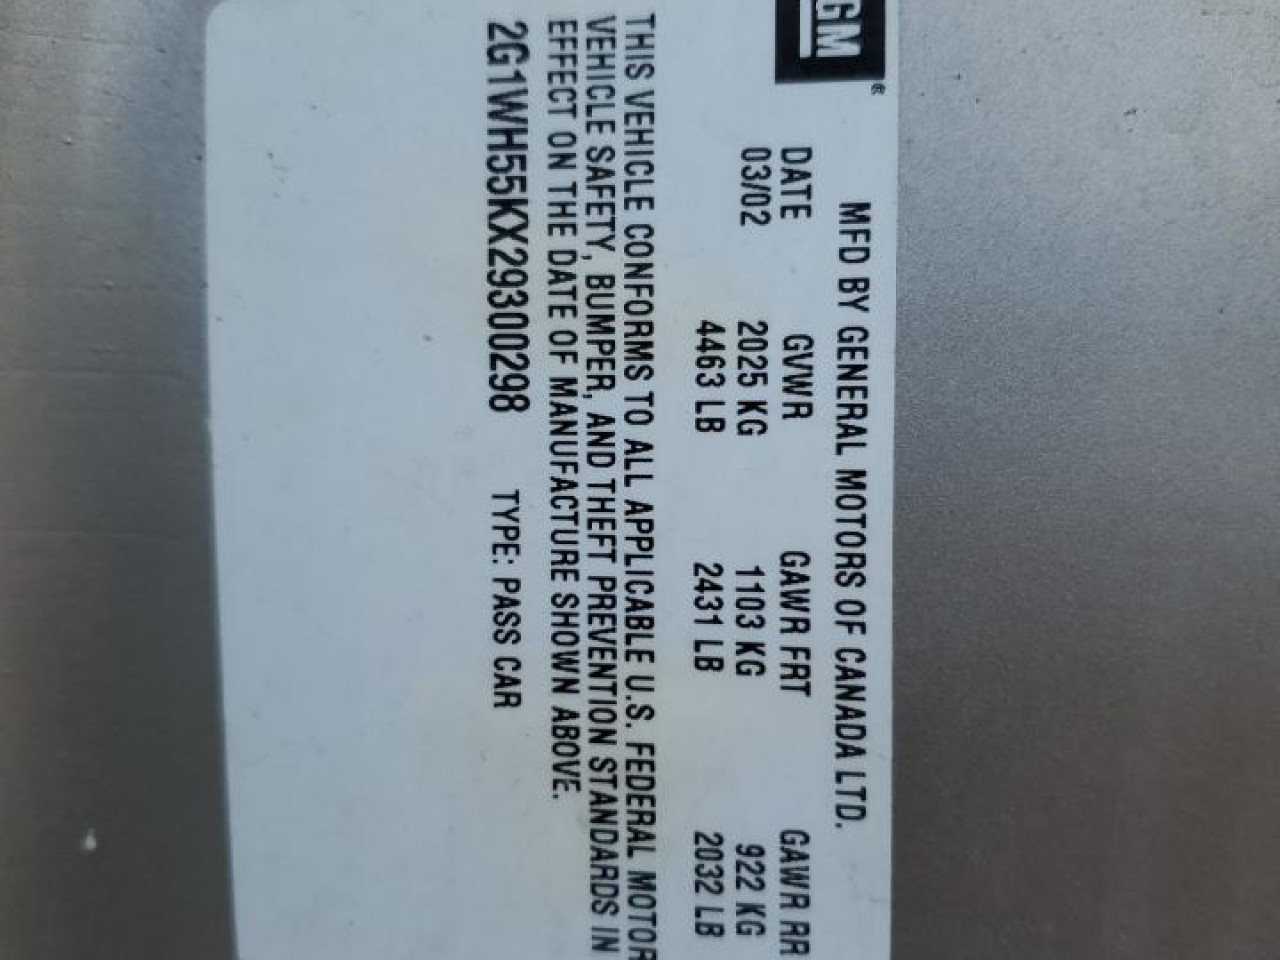 GM
®
MFD BY GENERAL MOTORS OF CANADA LTD.
DATE GVWR GAWR FRT GAWR RR
03/02 2025 KG 1103 KG 922 KG
4463 LB 2431 LB 2032 LB
THIS VEHICLE CONFORMS TO ALL APPLICABLE U.S. FEDERAL MOTOR
VEHICLE SAFETY, BUMPER, AND THEFT PREVENTION STANDARDS IN
EFFECT ON THE DATE OF MANUFACTURE SHOWN ABOVE.
2G1WH55KX29300298 TYPE: PASS CAR